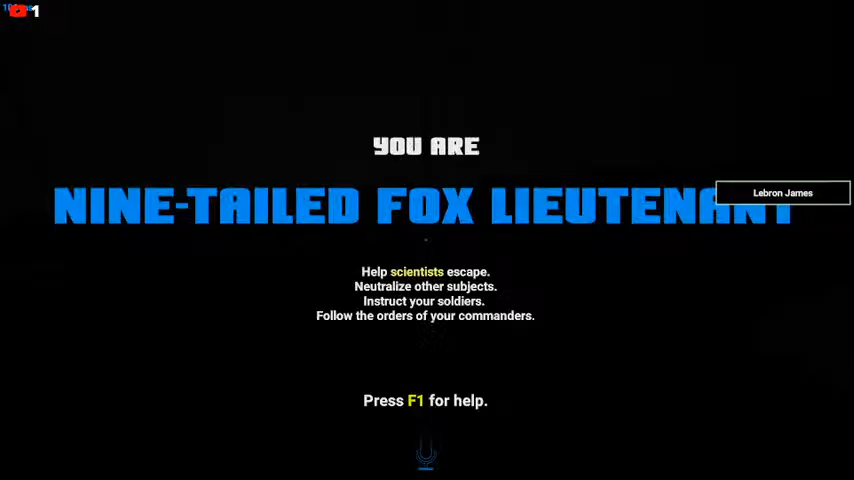 1
YOU ARE
NINE-TAILED FOX LIEUTENANT
Lebron James
Help scientists escape.
Neutralize other subjects.
Instruct your soldiers.
Follow the orders of your commanders.
Press F1 for help.